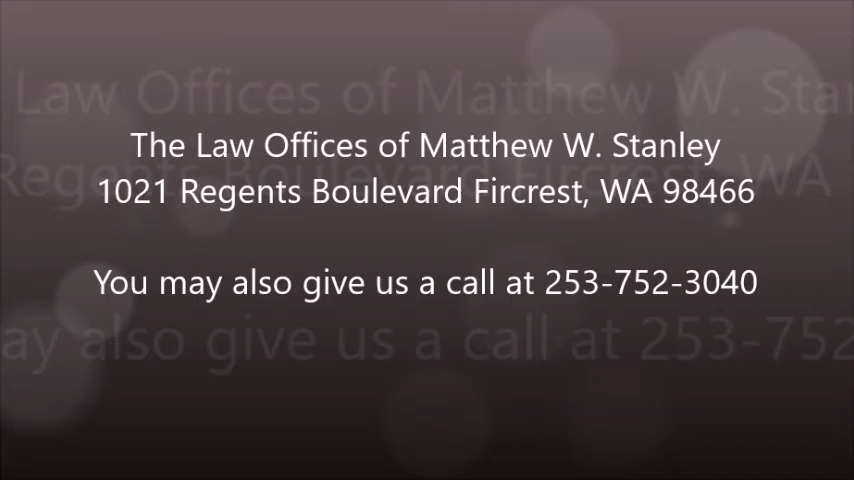 The Law Offices of Matthew W. Stanley
1021 Regents Boulevard Fircrest, WA 98466
You may also give us a call at 253-752-3040